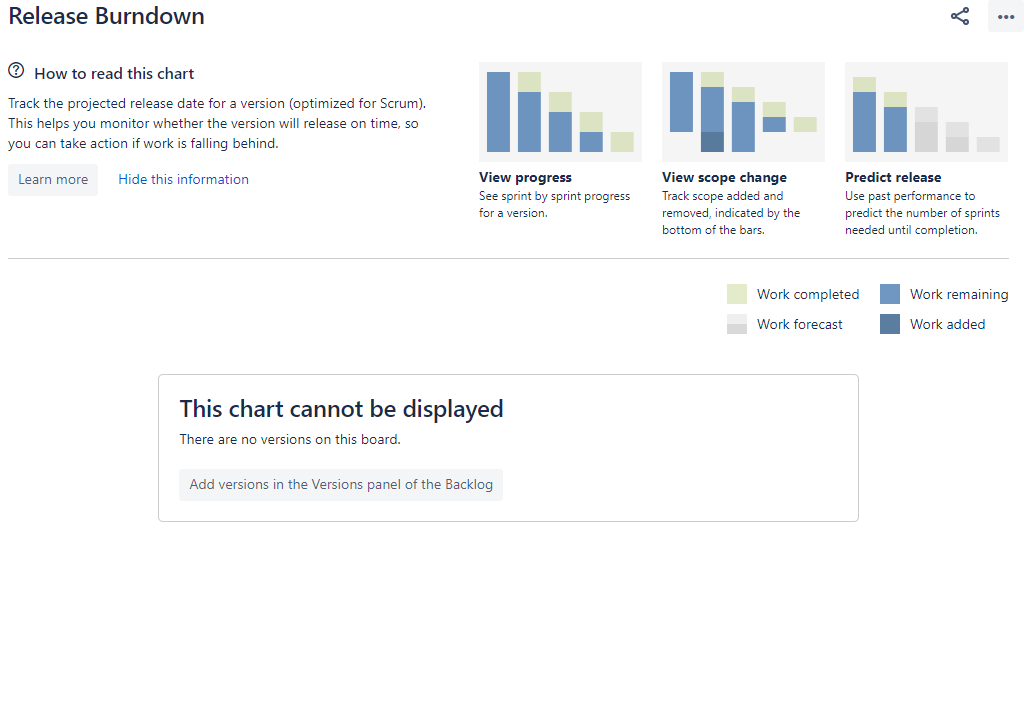 Release Burndown
How to read this chart
Track the projected release date for a version (optimized for Scrum).
This helps you monitor whether the version will release on time, so
you can take action if work is falling behind.
Learn more
Hide this information
View progress
See sprint by sprint progress
for a version.
View scope change
Track scope added and
removed, indicated by the
bottom of the bars.
Predict release
Use past performance to
predict the number of sprints
needed until completion.
Work completed
Work remaining
Work forecast
Work added
This chart cannot be displayed
There are no versions on this board.
Add versions in the Versions panel of the Backlog